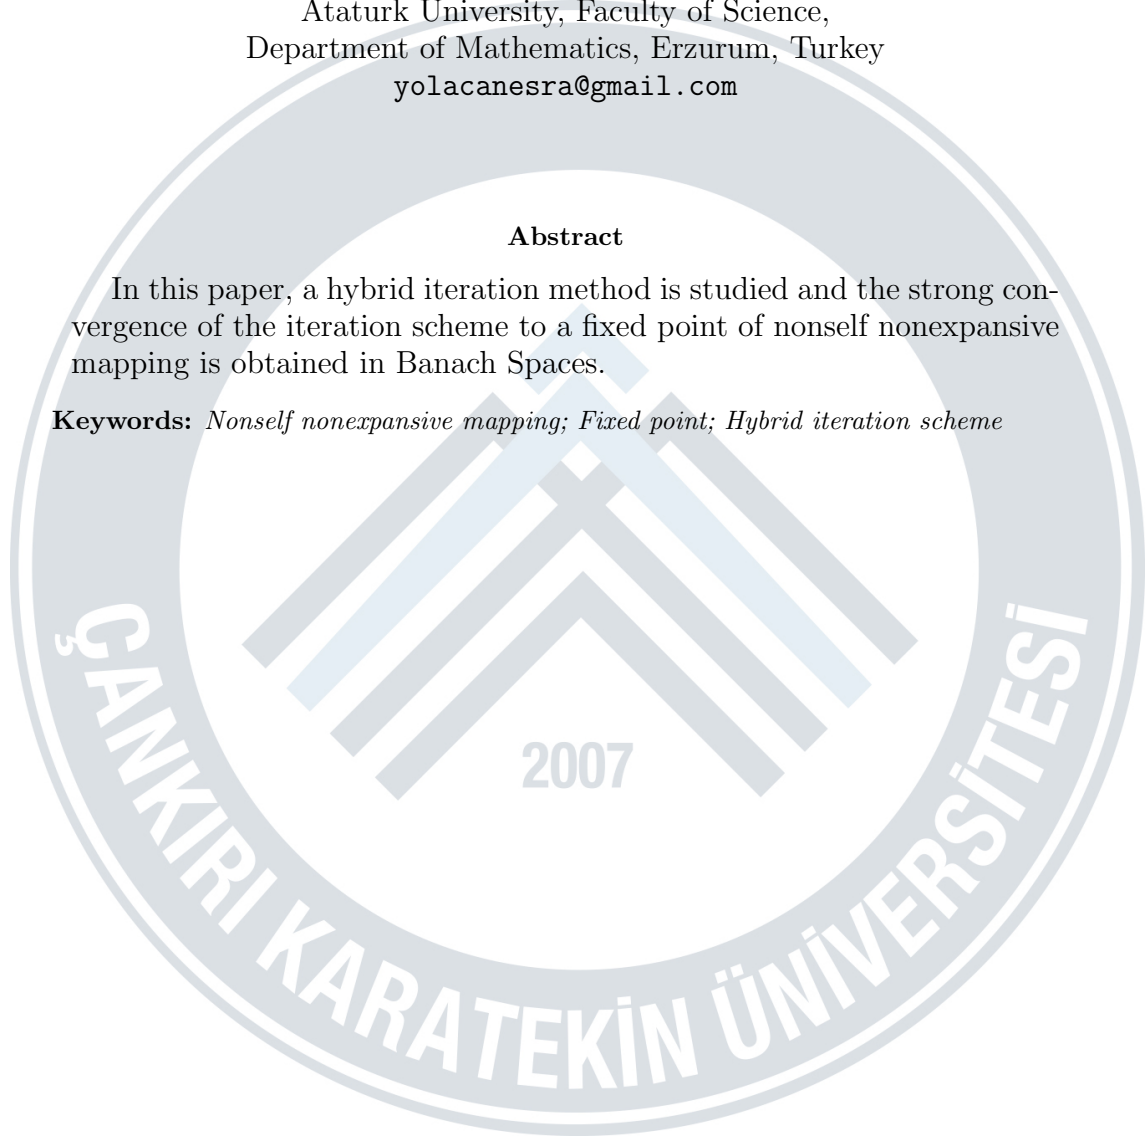 Ataturk University, Faculty of Science,
Department of Mathematics, Erzurum, Turkey
yolacanesra@gmail.com
Abstract
In this paper, a hybrid iteration method is studied and the strong con-
vergence of the iteration scheme to a fixed point of nonself nonexpansive
mapping is obtained in Banach Spaces.
Keywords: Nonself nonexpansive mapping; Fixed point; Hybrid iteration scheme
2007
ÇANKIRI KARATEKİN ÜNİVERSİTESİ